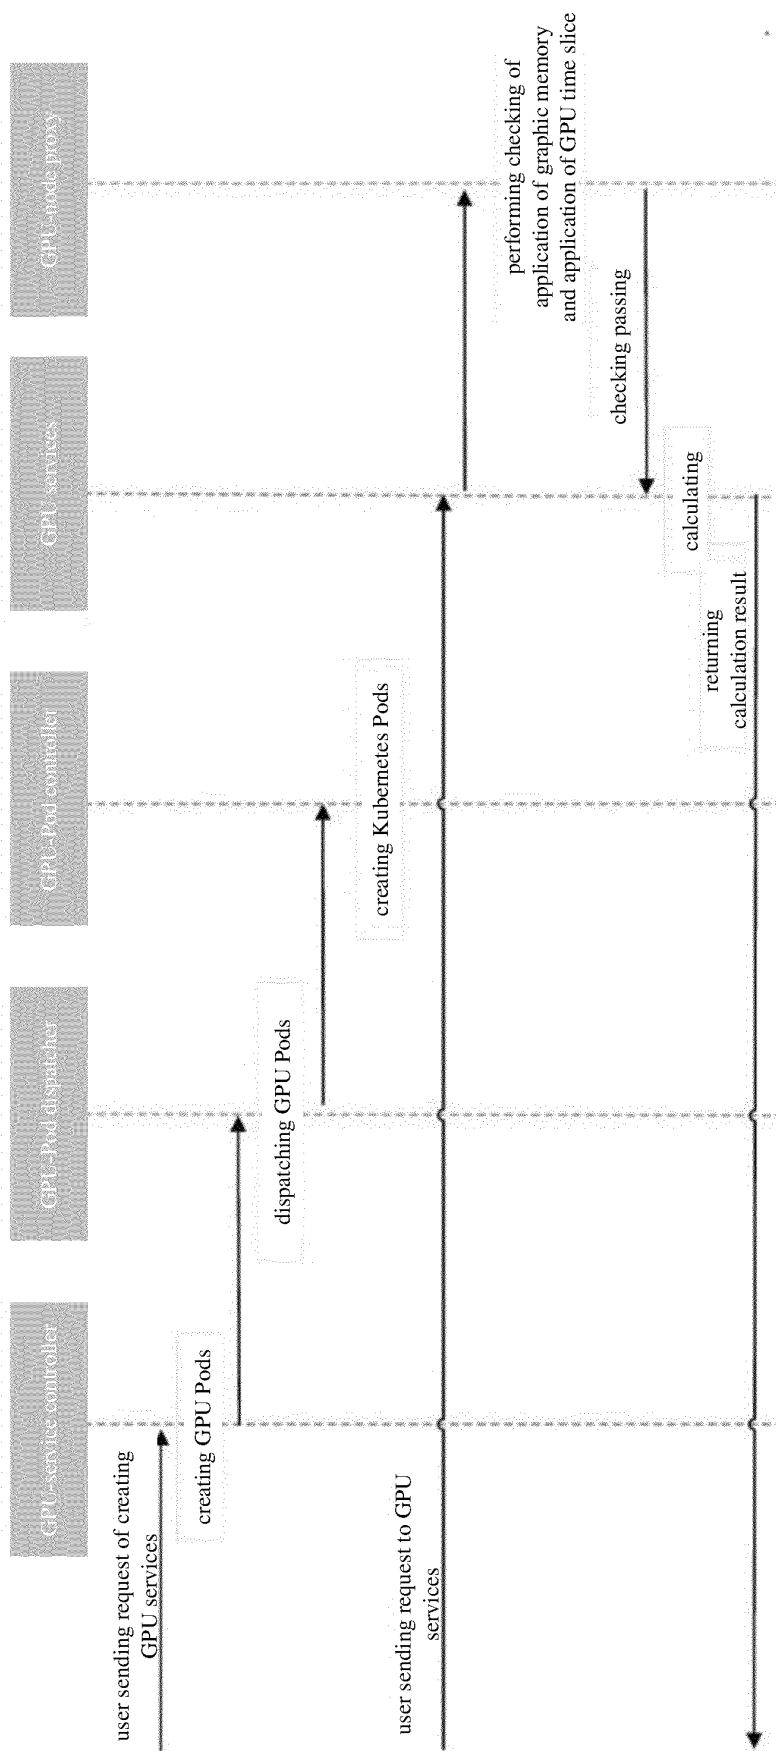 GPU-service controller
GPU-Pod dispatcher
GPU-Pod controller
GPU services
GPU-node proxy
user sending request of creating
GPU services
creating GPU Pods
dispatching GPU Pods
creating Kubernetes Pods
user sending request to GPU
services
performing checking of
application of graphic memory
and application of GPU time slice
checking passing
calculating
returning
calculation result